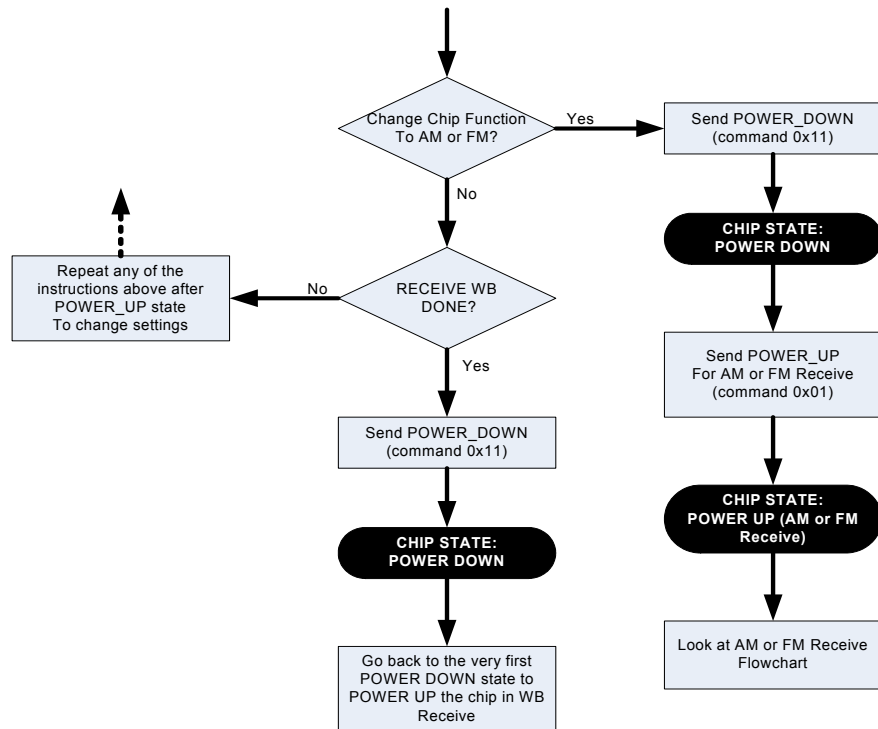 Change Chip Function
To AM or FM?
Yes
Send POWER_DOWN
(command 0x11)
No
CHIP STATE:
POWER DOWN
Repeat any of the
instructions above after
POWER_UP state
To change settings
No
RECEIVE WB
DONE?
Yes
Send POWER_UP
For AM or FM Receive
(command 0x01)
Send POWER_DOWN
(command 0x11)
CHIP STATE:
POWER UP (AM or FM
Receive)
CHIP STATE:
POWER DOWN
Look at AM or FM Receive
Flowchart
Go back to the very first
POWER DOWN state to
POWER UP the chip in WB
Receive